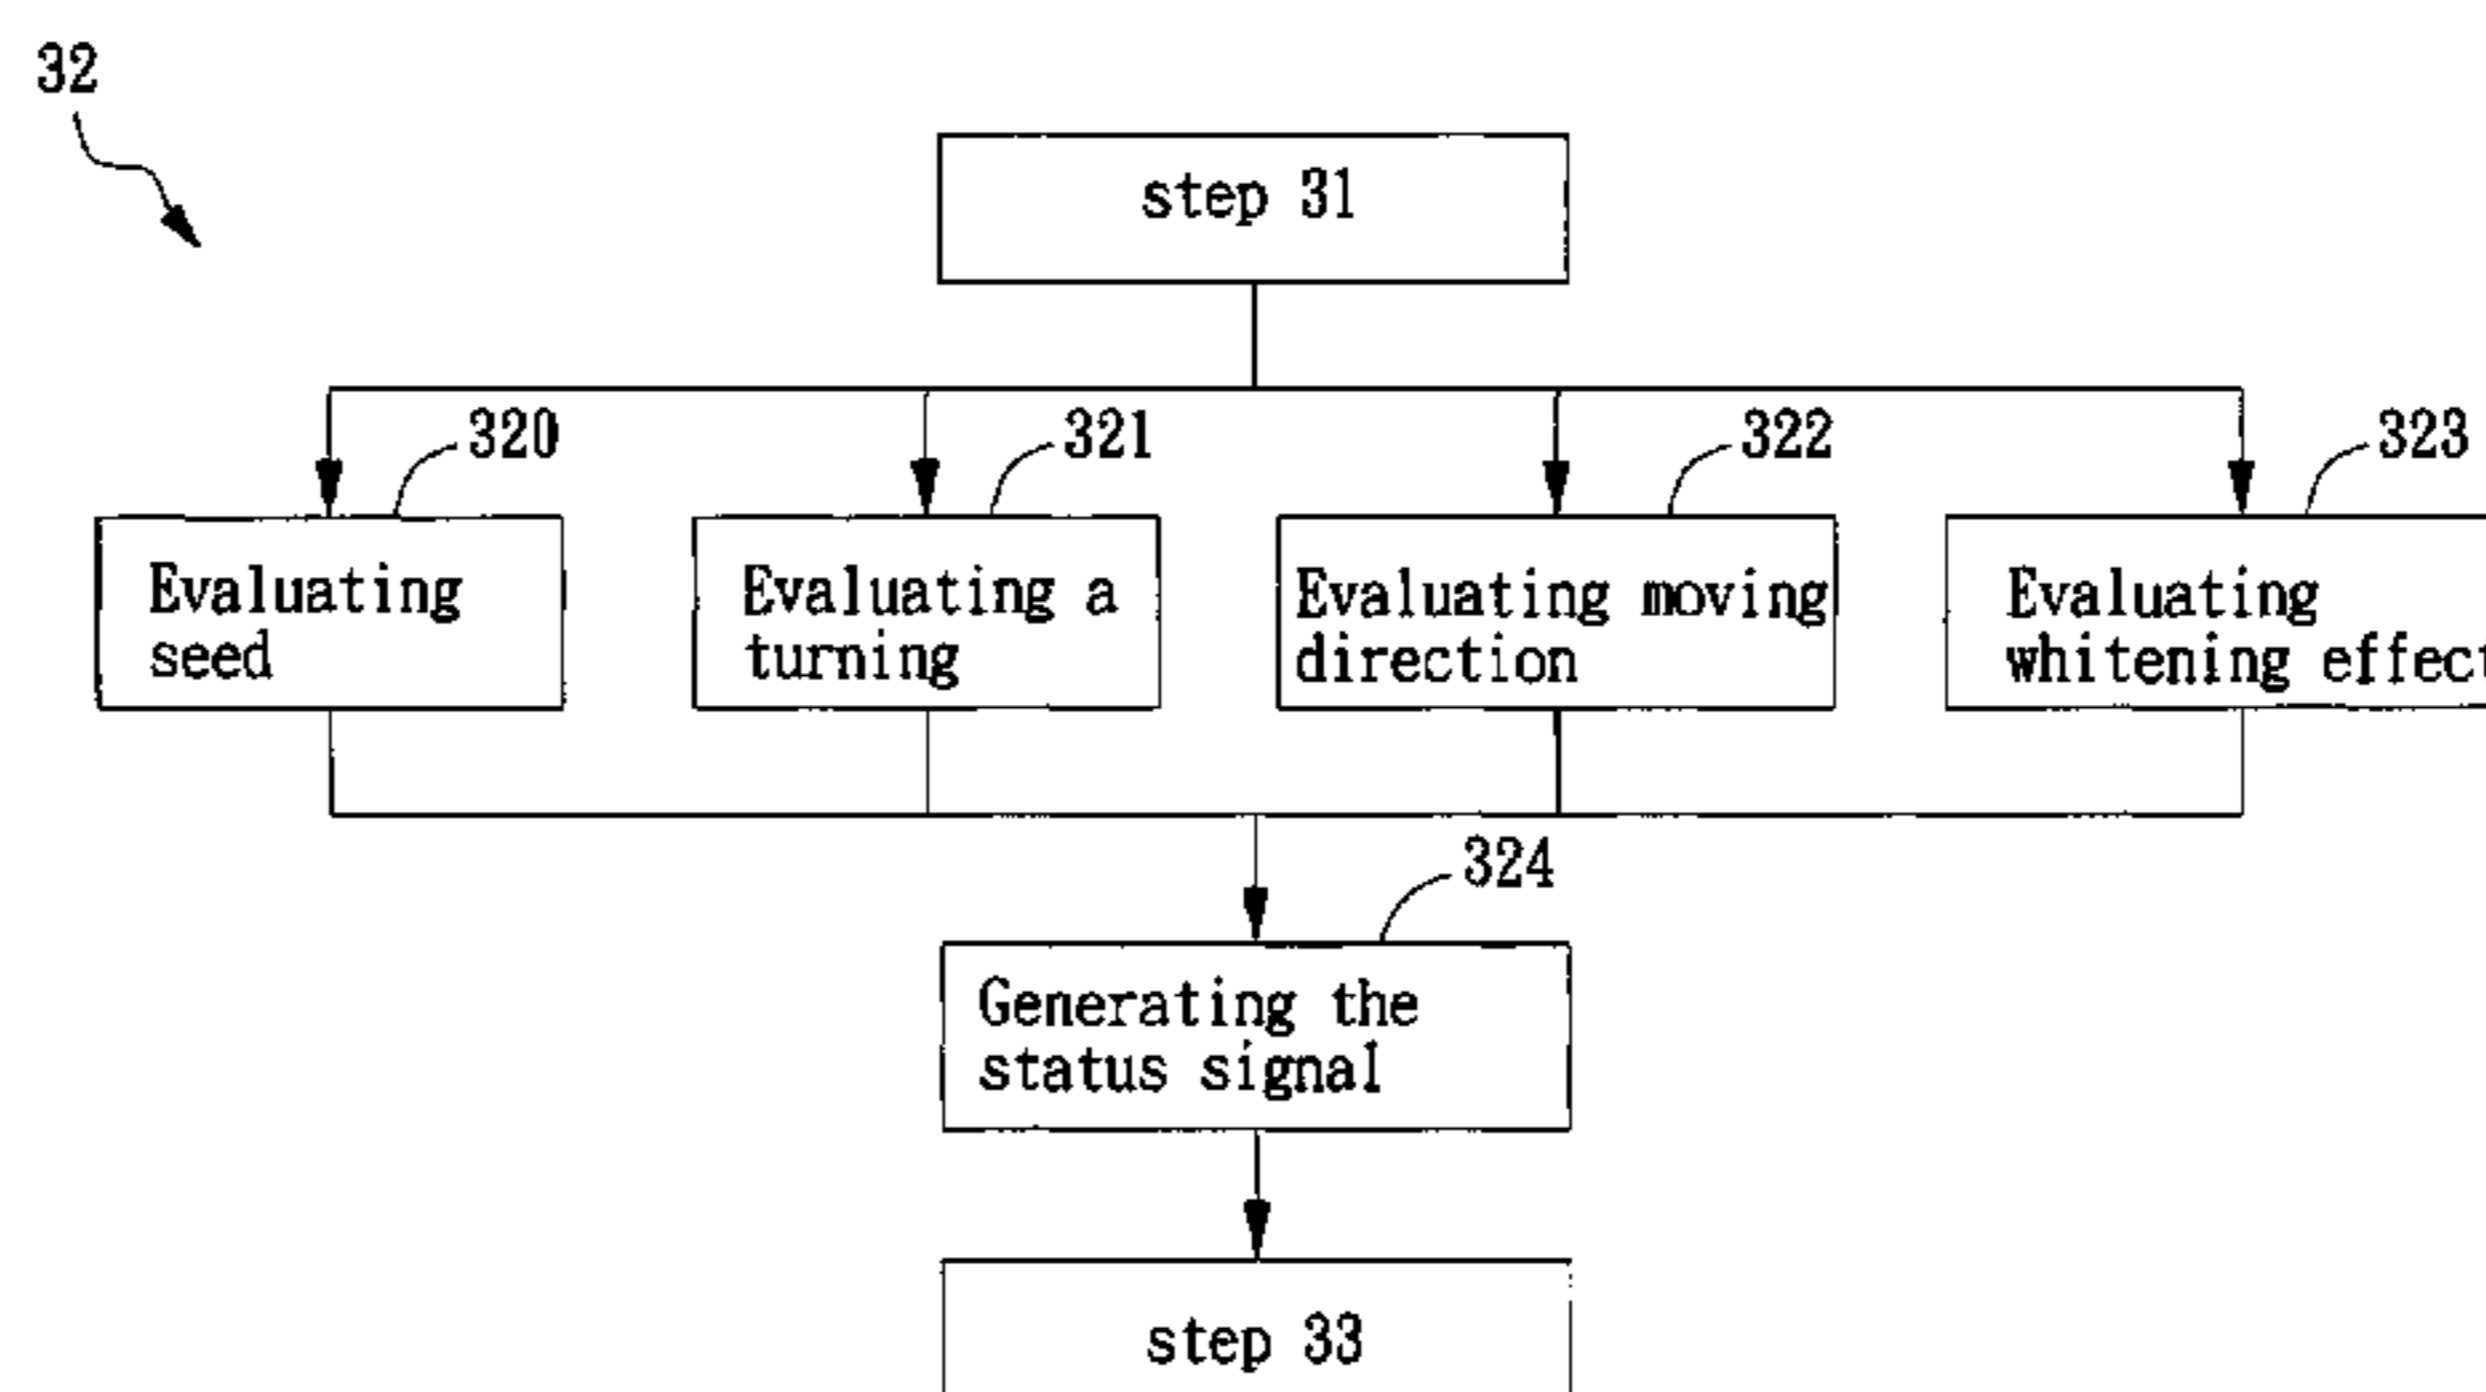 32
step 31
320
321
322
323
Evaluating
seed
Evaluating a
turning
Evaluating moving
direction
Evaluating
whitening effect
324
Generating the
status signal
step 33